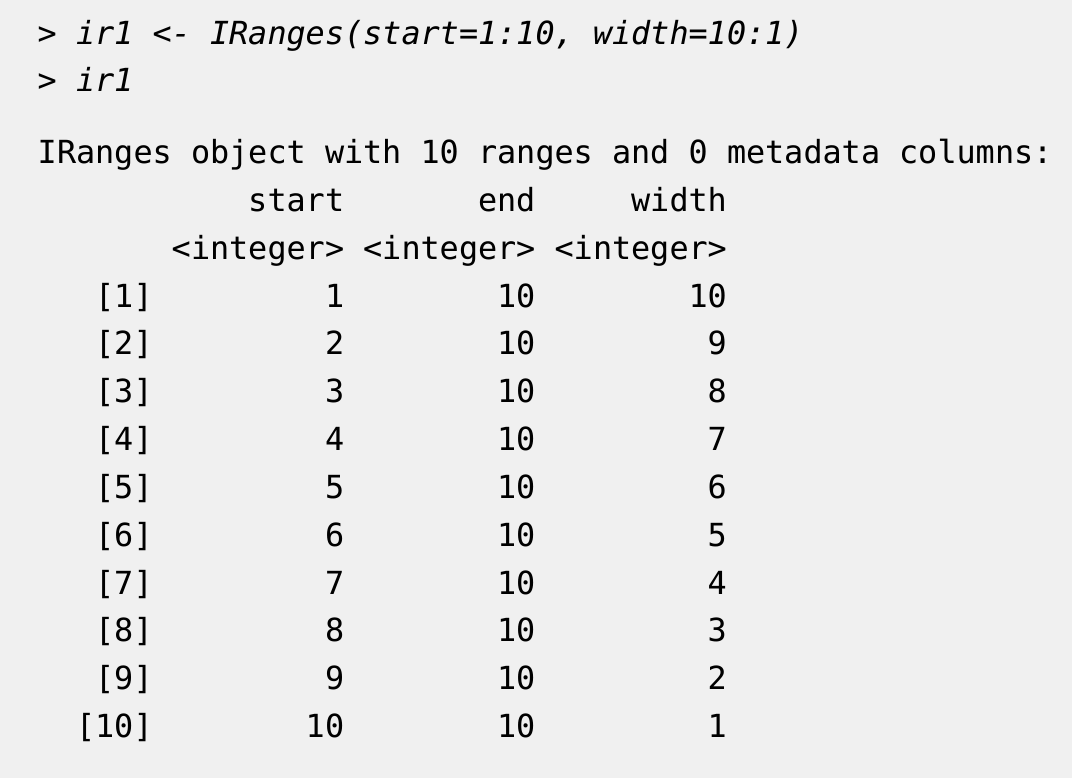 > ir1 <- IRanges(start=1:10, width=10:1)
> ir1
IRanges object with 10 ranges and 0 metadata columns:
start end width
<integer> <integer> <integer>
[1] 1 10 10
[2] 2 10 9
[3] 3 10 8
[4] 4 10 7
[5] 5 10 6
[6] 6 10 5
[7] 7 10 4
[8] 8 10 3
[9] 9 10 2
[10] 10 10 1